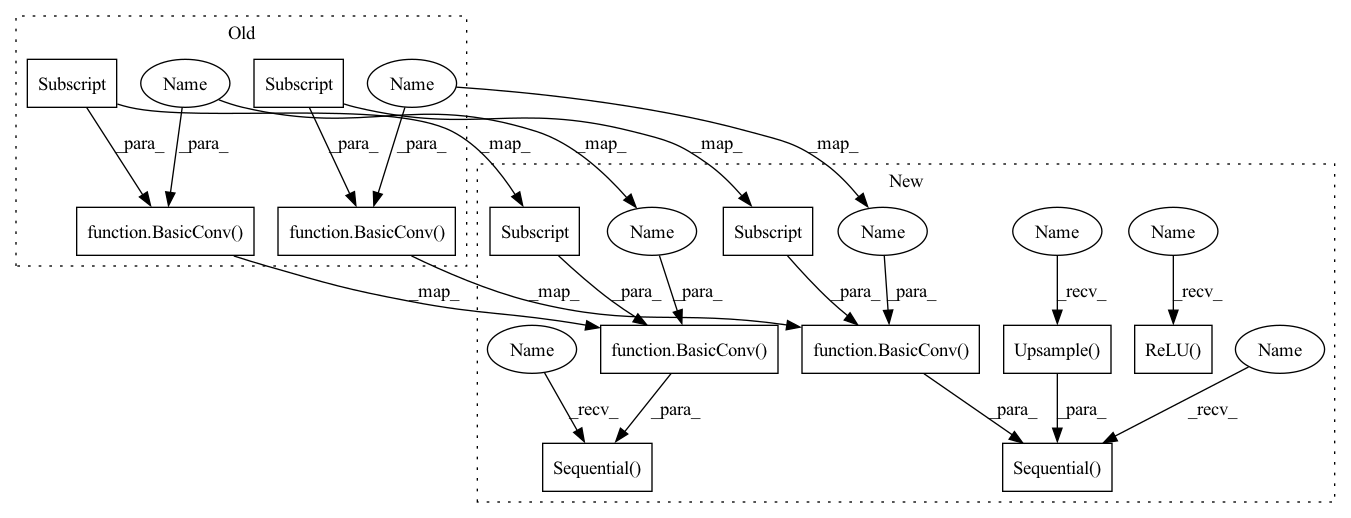 Old
Subscript
Name
Subscript
Name
_para_
_para_
_para_
_para_
_map_
_map_
_map_
_map_
New
function.BasicConv()
function.BasicConv()
Subscript
Name
Subscript
Name
Name
Name
_map_
_map_
_para_
_para_
_para_
_para_
_recv_
_recv_
Name
function.BasicConv()
function.BasicConv()
Upsample()
ReLU()
Name
_recv_
_para_
_para_
_para_
_recv_
Sequential()
Sequential()